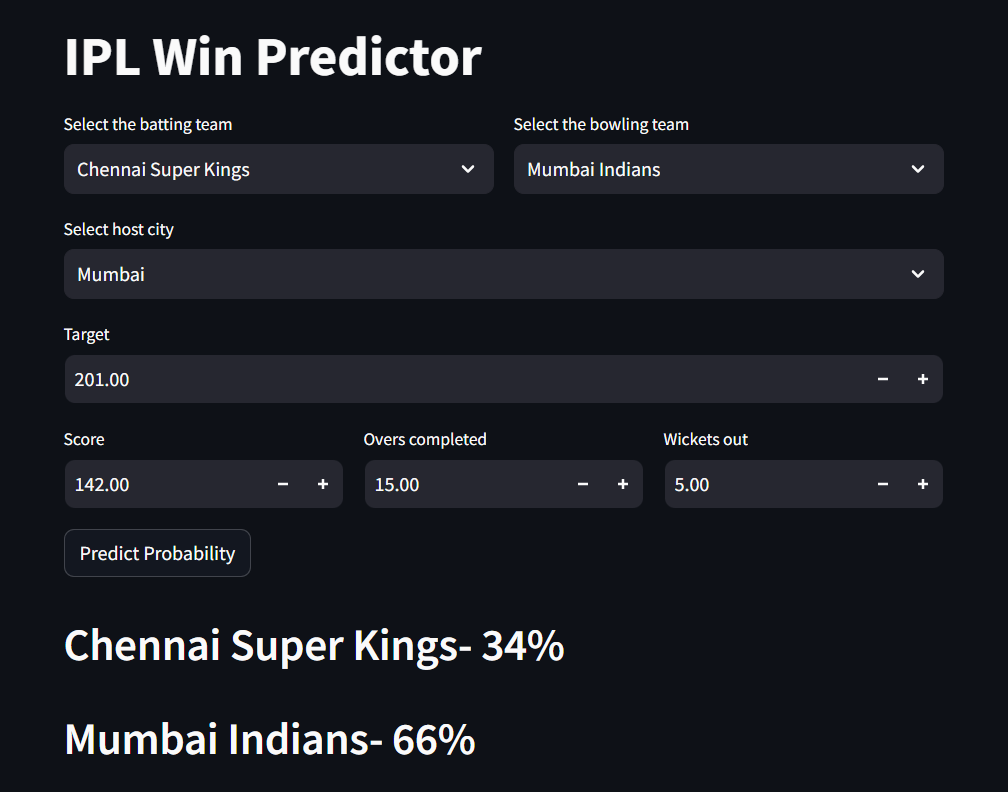 IPL Win Predictor
Select the batting team
Select the bowling team
Chennai Super Kings
Mumbai Indians
Select host city
Mumbai
Target
201.00
Score
Overs completed
Wickets out
142.00
15.00
5.00
Predict Probability
Chennai Super Kings- 34%
Mumbai Indians- 66%